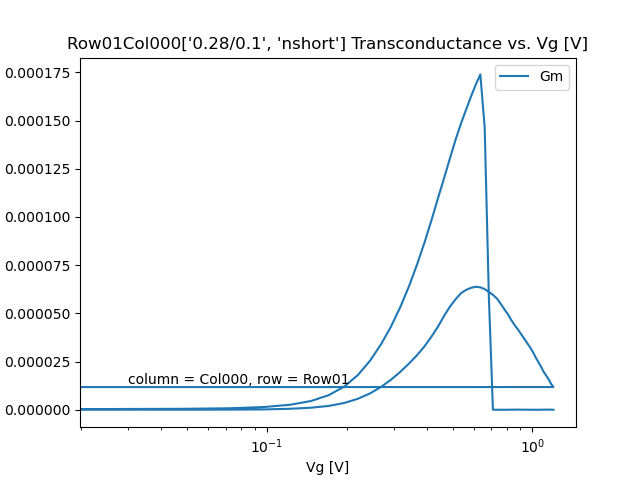 Row01Col000['0.28/0.1', 'nshort'] Transconductance vs. Vg [V]
Gm
0.000175
0.000150
0.000125
0.000100
0.000075
0.000050
0.000025
0.000000
column = Col000, row = Row01
10⁻¹
10⁰
Vg [V]